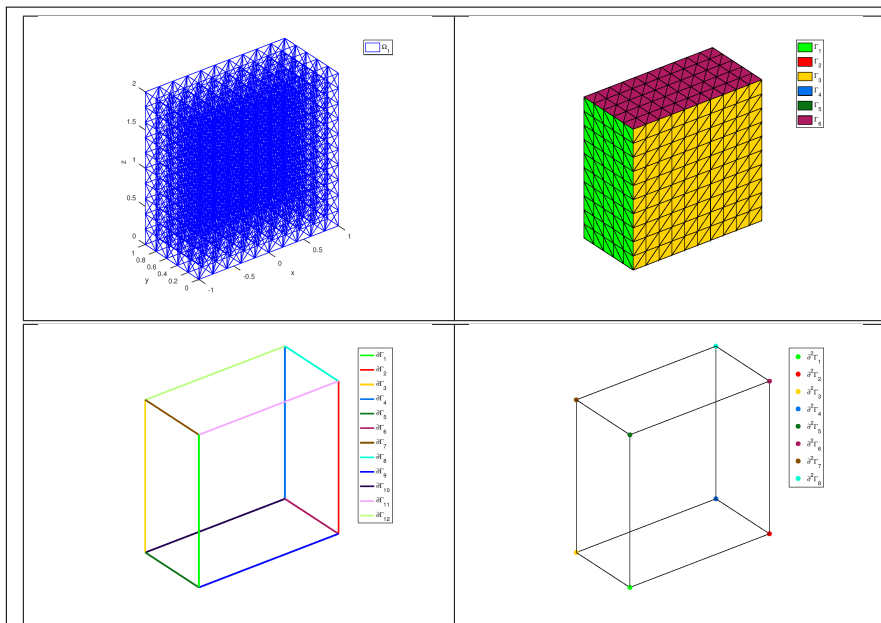 Ω₁
2
1.5
z
1
0.5
0
1
0.8
0.6
0.4
0.2
0
y
-1
-0.5
0
x
0.5
1
Γ₁
Γ₂
Γ₃
Γ₄
Γ₅
Γ₆
∂Γ₁
∂Γ₂
∂Γ₃
∂Γ₄
∂Γ₅
∂Γ₆
∂Γ₇
∂Γ₈
∂Γ₉
∂Γ₁₀
∂Γ₁₁
∂Γ₁₂
∂²Γ₁
∂²Γ₂
∂²Γ₃
∂²Γ₄
∂²Γ₅
∂²Γ₆
∂²Γ₇
∂²Γ₈